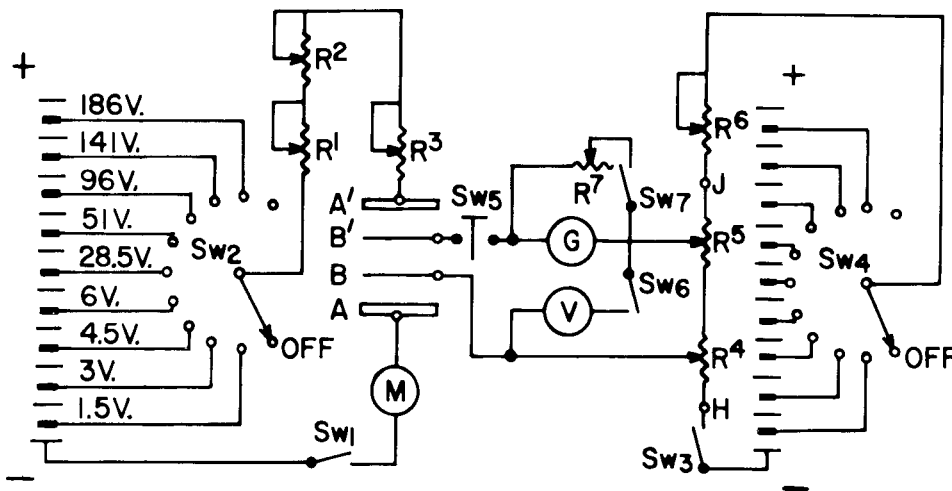 +
186V.
141V.
96V.
51V.
28.5V.
6V.
4.5V.
3V.
1.5V.
−
Sw2
OFF
R2
R1
R3
A'
B'
B
A
M
Sw1
Sw5
R7
Sw7
G
Sw6
V
R6
J
R5
R4
H
Sw3
+
Sw4
OFF
−